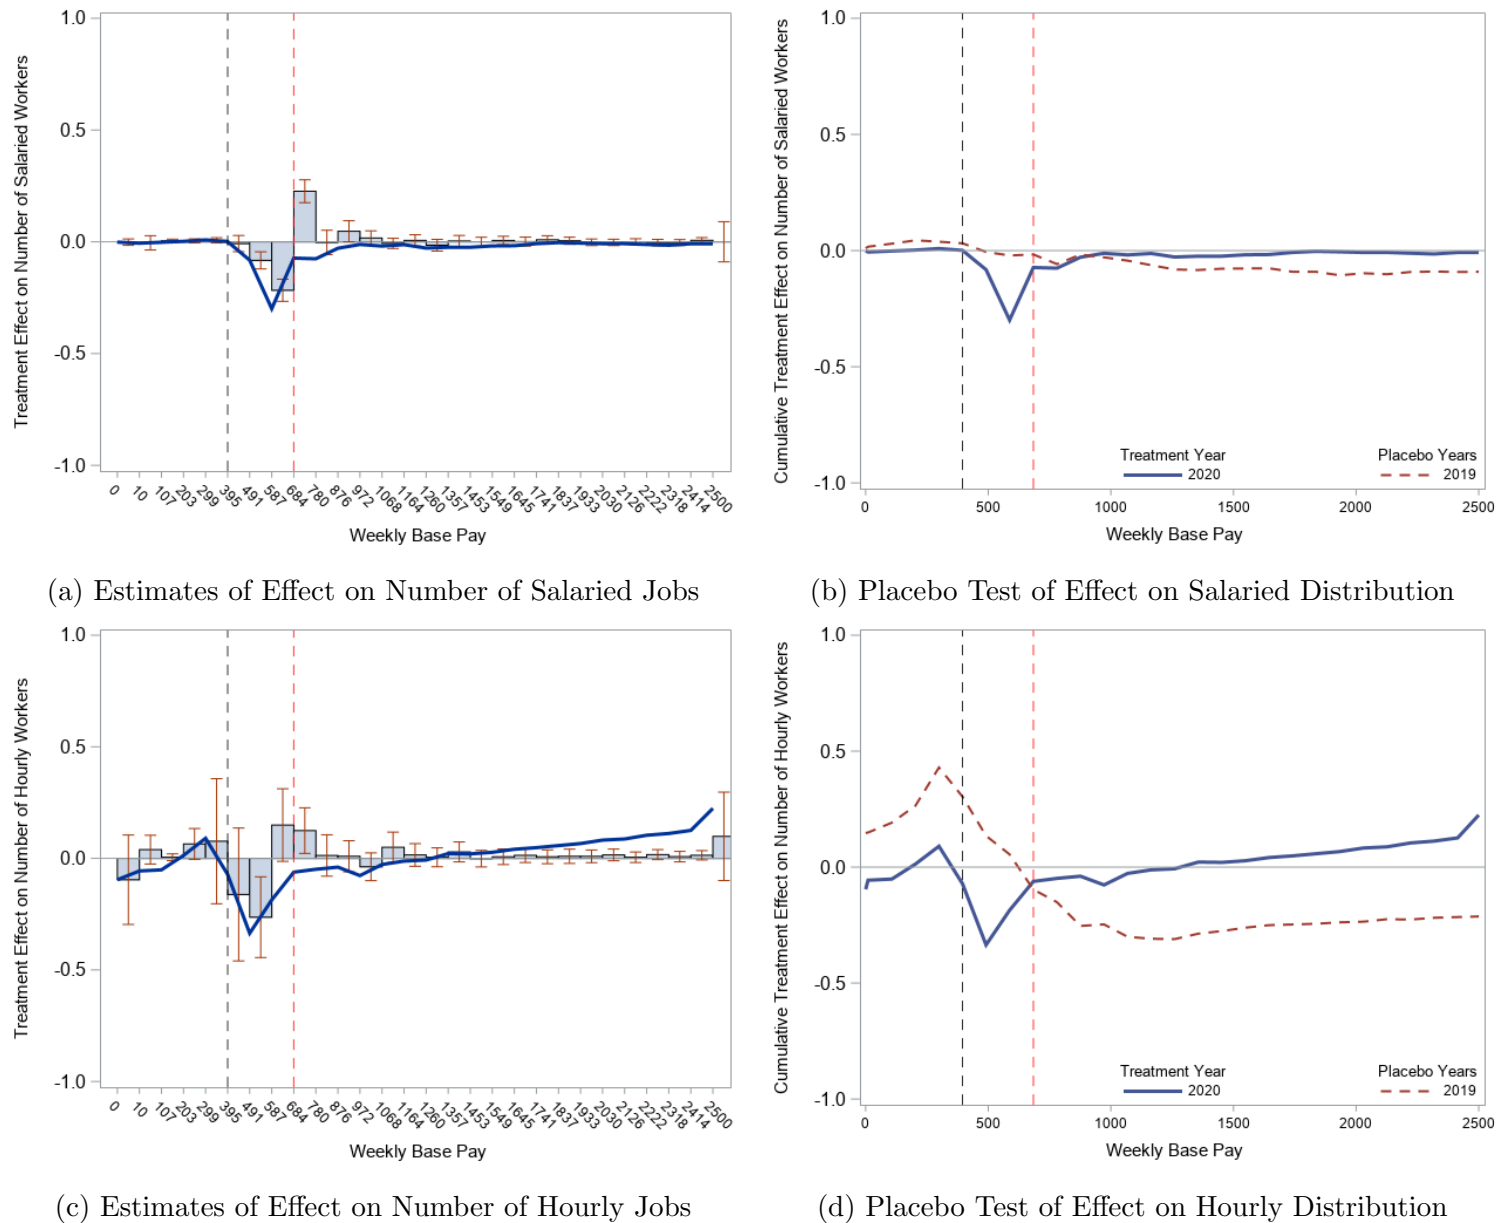 Treatment Effect on Number of Salaried Workers
1.0
0.5
0.0
-0.5
-1.0
0 10 107 203 299 395 491 587 684 780 876 972 1068 1164 1260 1357 1453 1549 1645 1741 1837 1933 2030 2126 2222 2318 2414 2500
Weekly Base Pay
(a) Estimates of Effect on Number of Salaried Jobs
Cumulative Treatment Effect on Number of Salaried Workers
1.0
0.5
0.0
-0.5
-1.0
Treatment Year
2020
Placebo Years
2019
0 500 1000 1500 2000 2500
Weekly Base Pay
(b) Placebo Test of Effect on Salaried Distribution
Treatment Effect on Number of Hourly Workers
1.0
0.5
0.0
-0.5
-1.0
0 10 107 203 299 395 491 587 684 780 876 972 1068 1164 1260 1357 1453 1549 1645 1741 1837 1933 2030 2126 2222 2318 2414 2500
Weekly Base Pay
(c) Estimates of Effect on Number of Hourly Jobs
Cumulative Treatment Effect on Number of Hourly Workers
1.0
0.5
0.0
-0.5
-1.0
Treatment Year
2020
Placebo Years
2019
0 500 1000 1500 2000 2500
Weekly Base Pay
(d) Placebo Test of Effect on Hourly Distribution